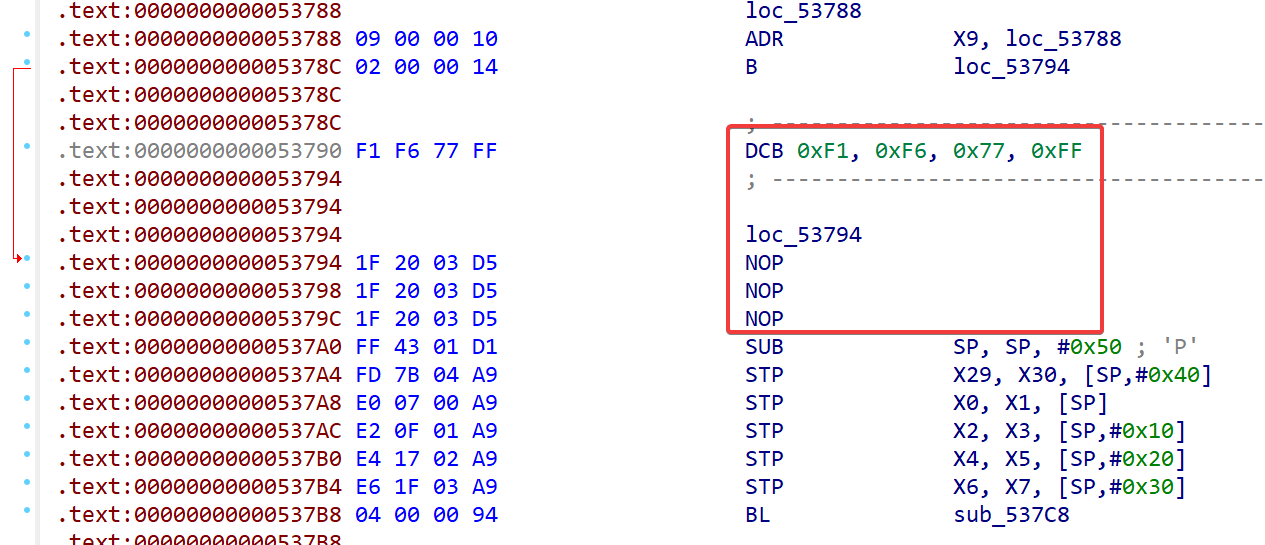 .text:0000000000053788 loc_53788
.text:0000000000053788 09 00 00 10 ADR X9, loc_53788
.text:000000000005378C 02 00 00 14 B loc_53794
.text:000000000005378C
.text:000000000005378C ; ---------------------------------------
.text:0000000000053790 F1 F6 77 FF DCB 0xF1, 0xF6, 0x77, 0xFF
.text:0000000000053794 ; ---------------------------------------
.text:0000000000053794
.text:0000000000053794 loc_53794
.text:0000000000053794 1F 20 03 D5 NOP
.text:0000000000053798 1F 20 03 D5 NOP
.text:000000000005379C 1F 20 03 D5 NOP
.text:00000000000537A0 FF 43 01 D1 SUB SP, SP, #0x50 ; 'P'
.text:00000000000537A4 FD 7B 04 A9 STP X29, X30, [SP,#0x40]
.text:00000000000537A8 E0 07 00 A9 STP X0, X1, [SP]
.text:00000000000537AC E2 0F 01 A9 STP X2, X3, [SP,#0x10]
.text:00000000000537B0 E4 17 02 A9 STP X4, X5, [SP,#0x20]
.text:00000000000537B4 E6 1F 03 A9 STP X6, X7, [SP,#0x30]
.text:00000000000537B8 04 00 00 94 BL sub_537C8
.text:00000000000537B8